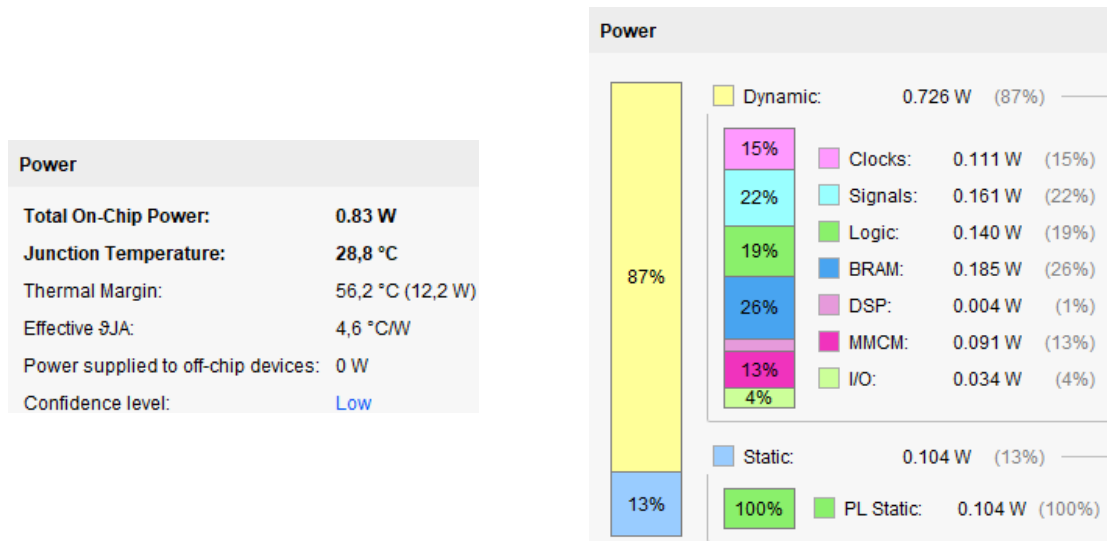 Power
Total On-Chip Power: 0.83 W
Junction Temperature: 28,8 °C
Thermal Margin: 56,2 °C (12,2 W)
Effective ϑJA: 4,6 °C/W
Power supplied to off-chip devices: 0 W
Confidence level: Low
Power
87%
13%
Dynamic: 0.726 W (87%)
15%
22%
19%
26%
13%
4%
Clocks: 0.111 W (15%)
Signals: 0.161 W (22%)
Logic: 0.140 W (19%)
BRAM: 0.185 W (26%)
DSP: 0.004 W (1%)
MMCM: 0.091 W (13%)
I/O: 0.034 W (4%)
Static: 0.104 W (13%)
100%
PL Static: 0.104 W (100%)